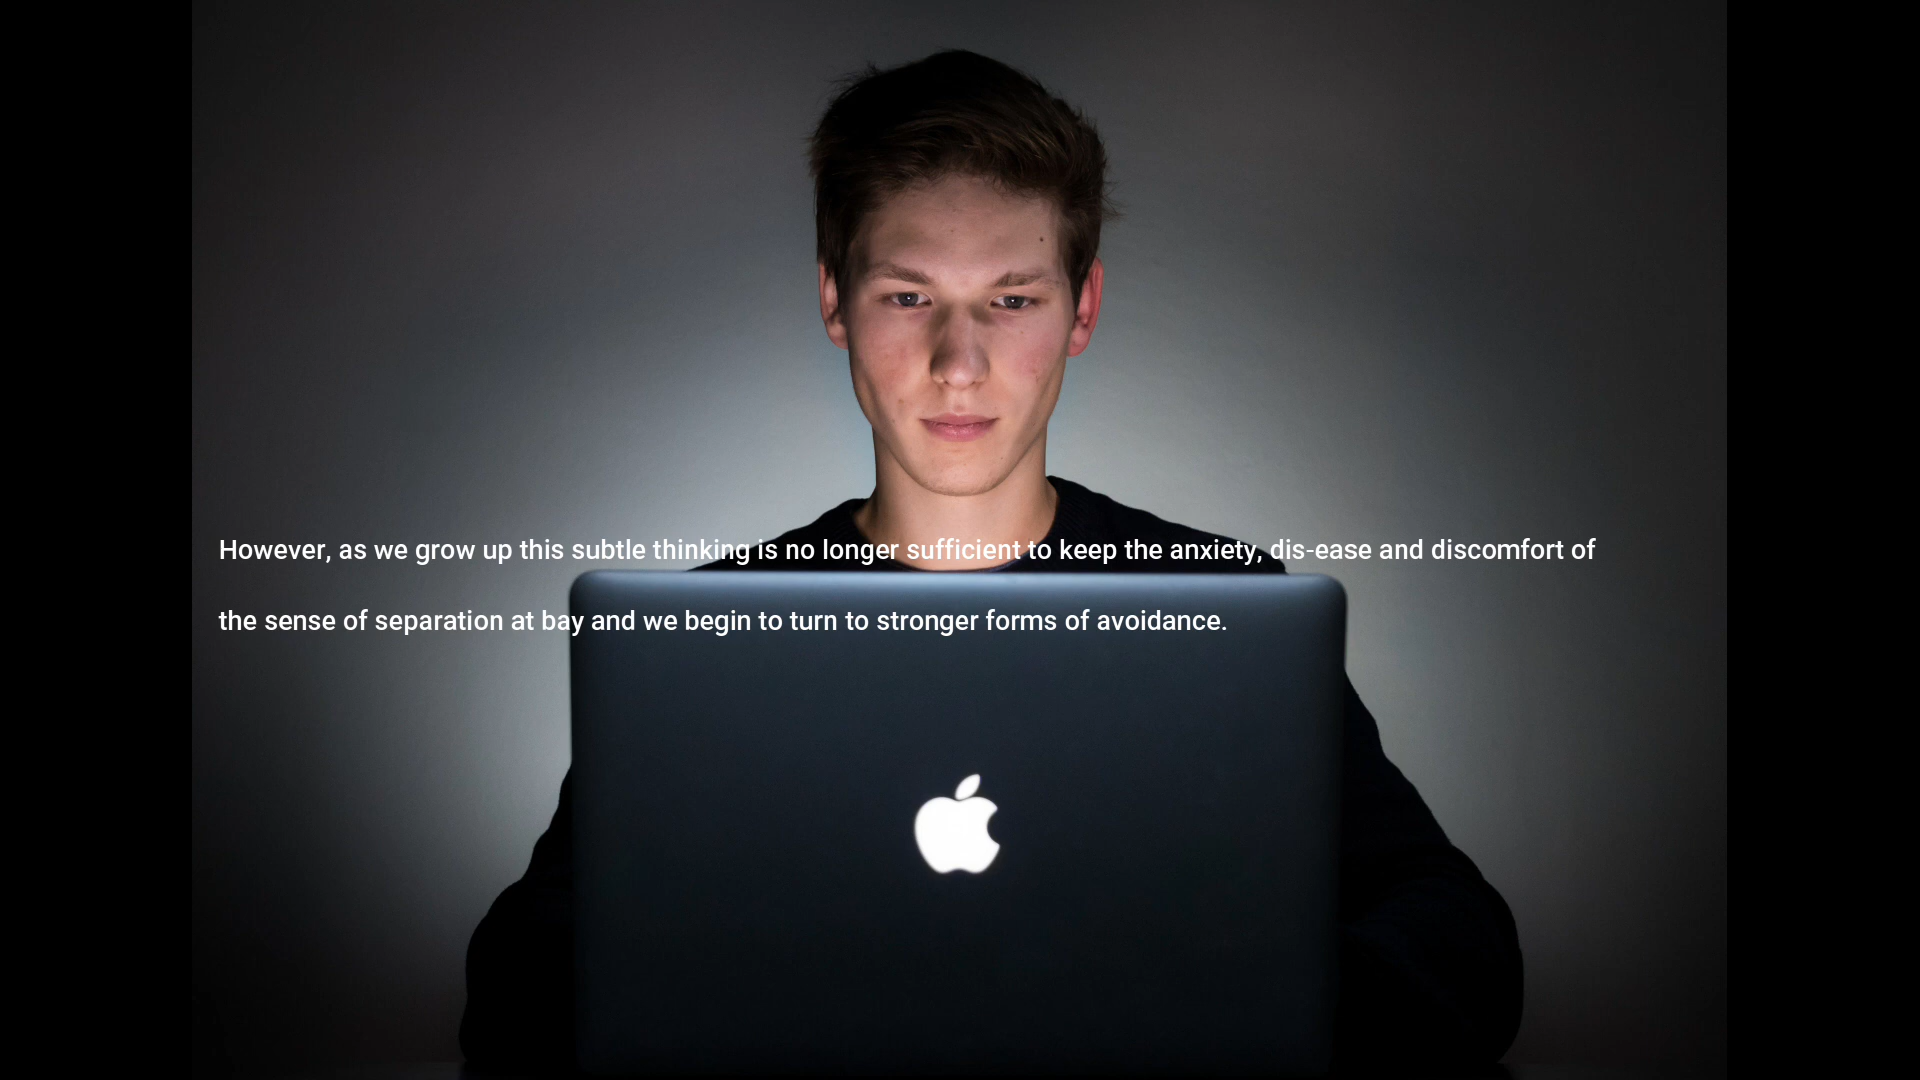 However, as we grow up this subtle thinking is no longer sufficient to keep the anxiety, dis-ease and discomfort of
the sense of separation at bay and we begin to turn to stronger forms of avoidance.